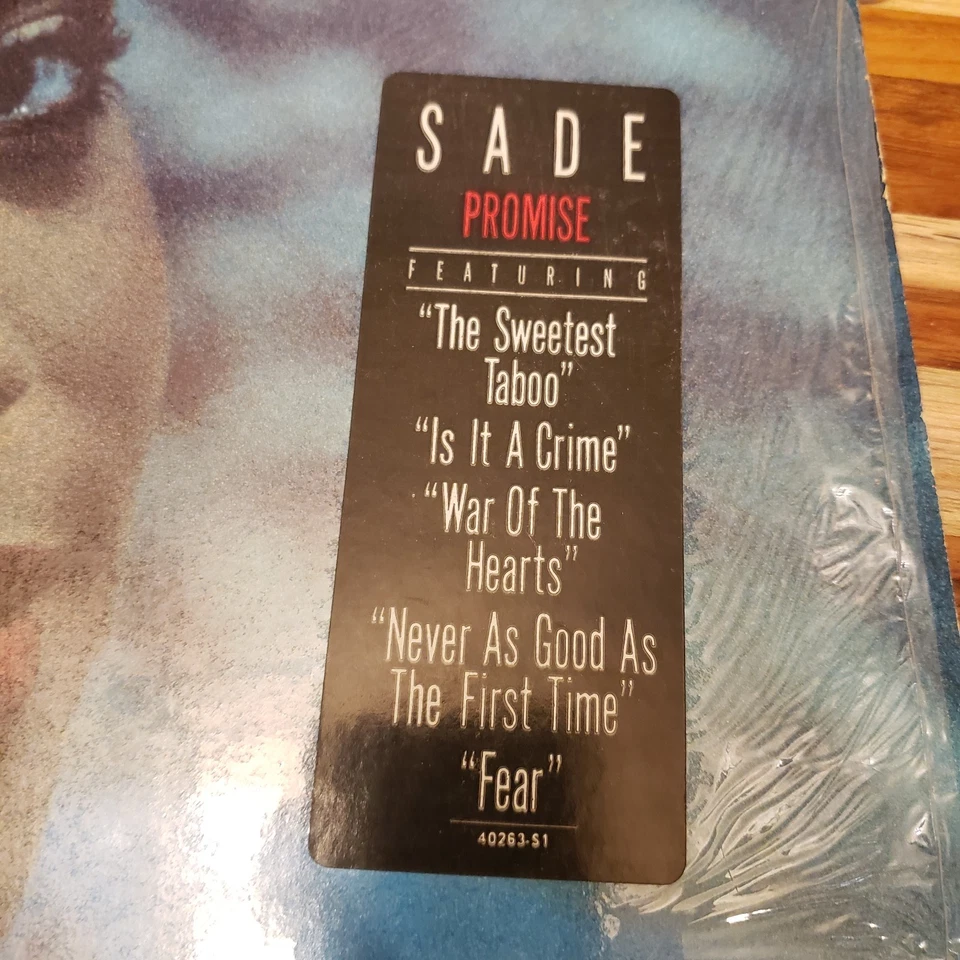 SADE
PROMISE
FEATURING
“The Sweetest
Taboo”
“Is It A Crime”
“War Of The
Hearts”
“Never As Good As
The First Time”
“Fear”
40263-S1